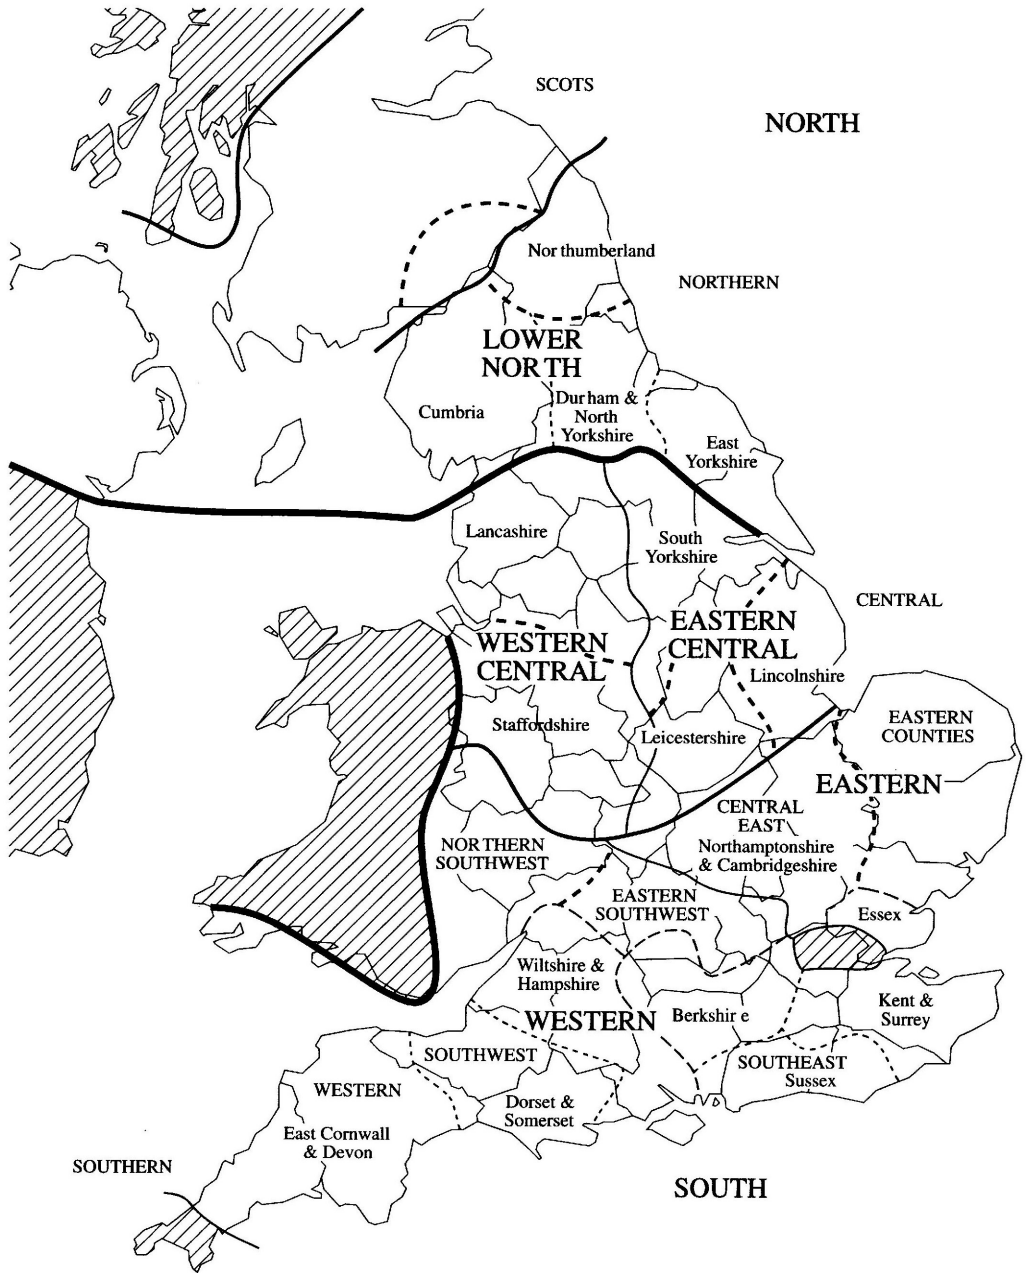 SCOTS
NORTH
Northumberland
NORTHERN
LOWER
NORTH
Durham &
North
Yorkshire
Cumbria
East
Yorkshire
Lancashire
South
Yorkshire
CENTRAL
EASTERN
CENTRAL
WESTERN
CENTRAL
Lincolnshire
Staffordshire
Leicestershire
EASTERN
COUNTIES
EASTERN
CENTRAL
EAST
Northamptonshire
& Cambridgeshire
NORTHERN
SOUTHWEST
EASTERN
SOUTHWEST
Essex
Wiltshire &
Hampshire
WESTERN
Berkshire
Kent &
Surrey
SOUTHWEST
SOUTHEAST
Sussex
WESTERN
Dorset &
Somerset
East Cornwall
& Devon
SOUTHERN
SOUTH